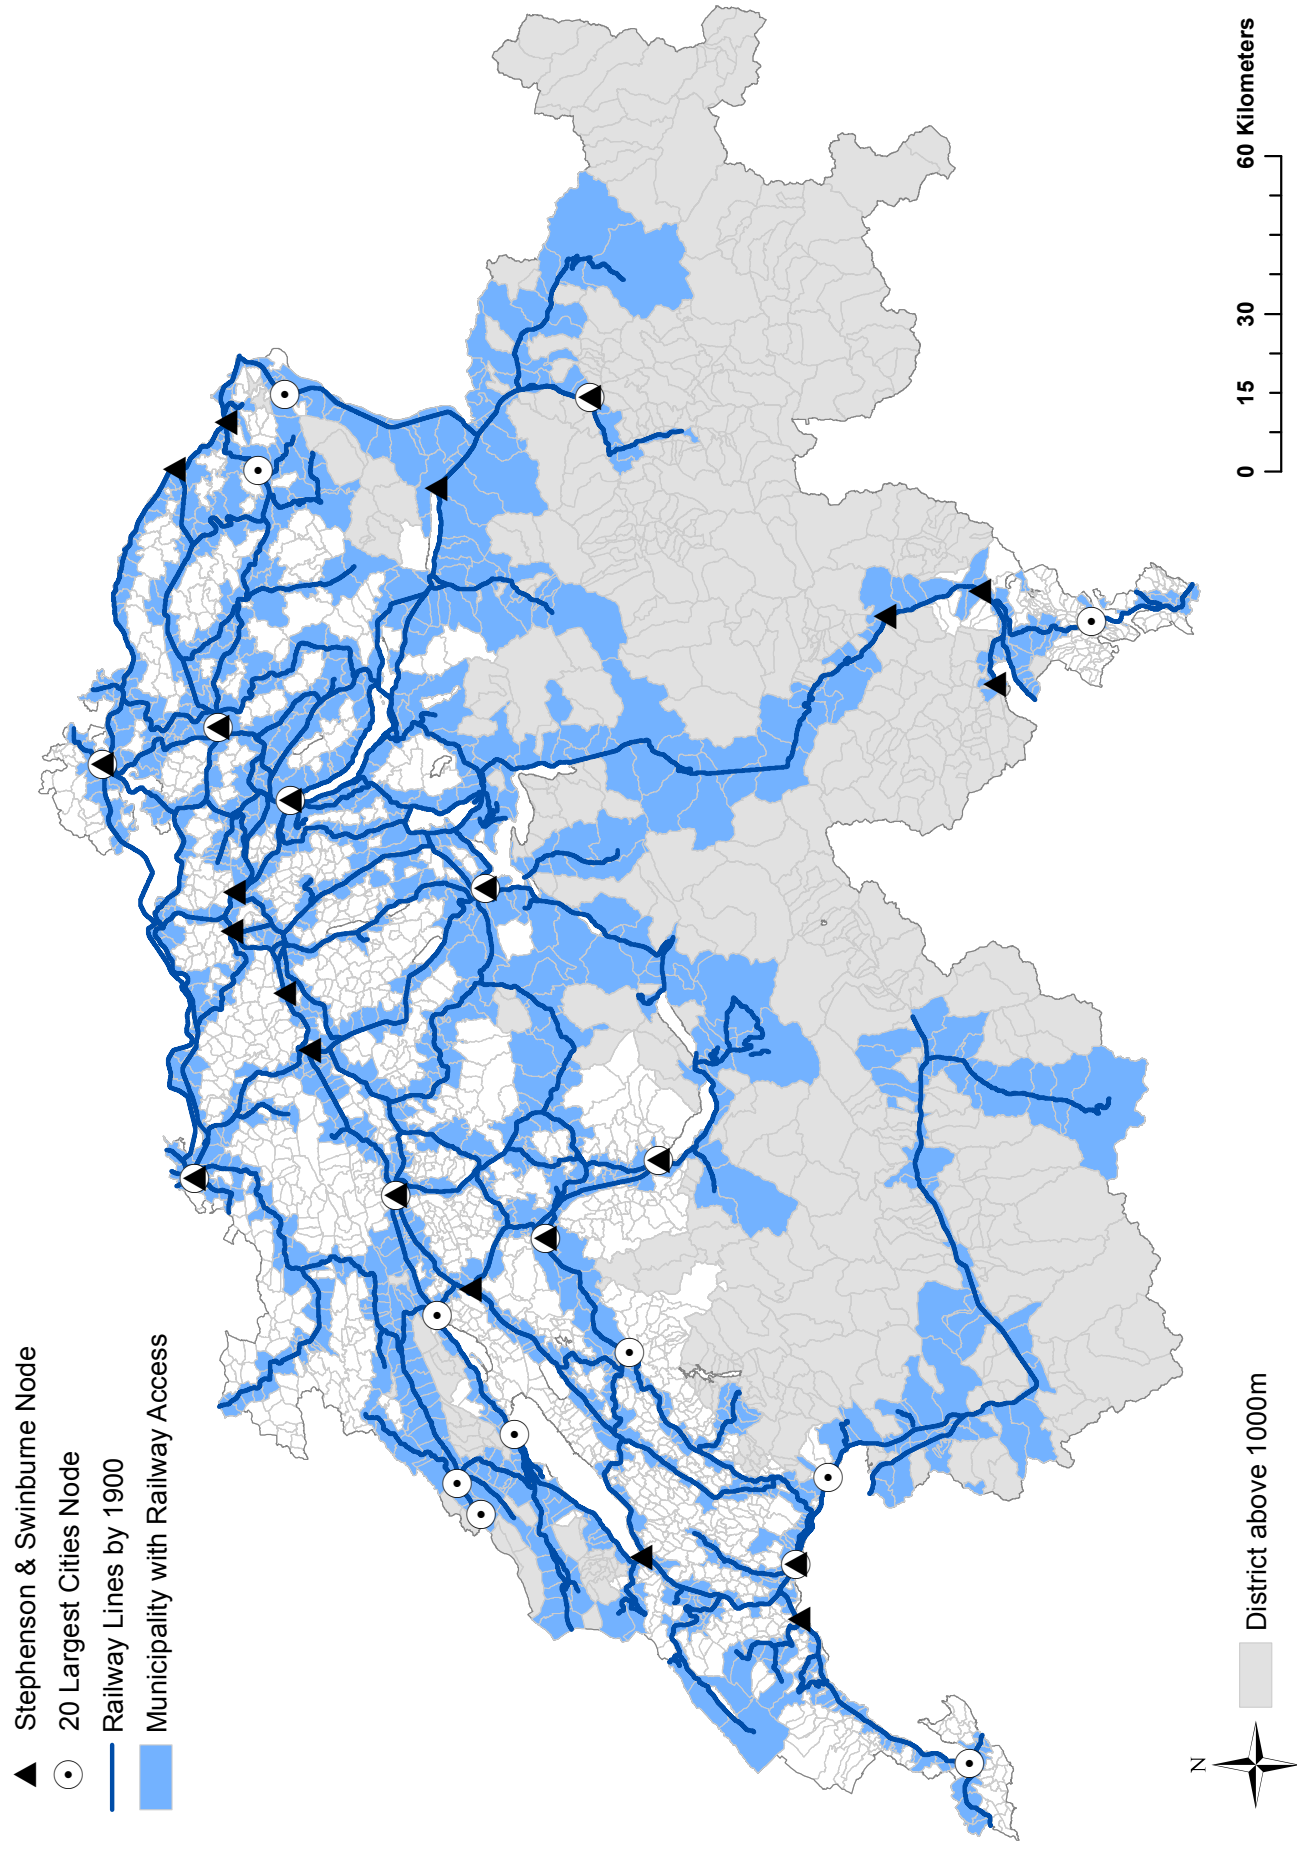 Stephenson & Swinburne Node
20 Largest Cities Node
Railway Lines by 1900
Municipality with Railway Access
District above 1000m
N
0 15 30 60 Kilometers